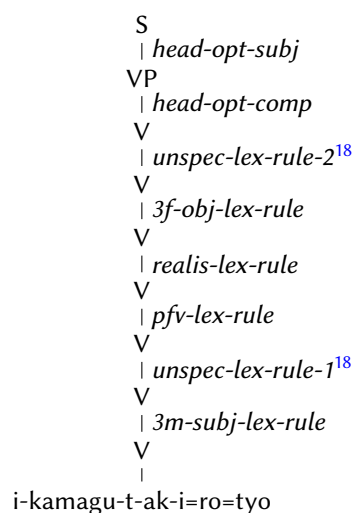 S
head-opt-subj
VP
head-opt-comp
V
unspec-lex-rule-2¹⁸
V
3f-obj-lex-rule
V
realis-lex-rule
V
pfv-lex-rule
V
unspec-lex-rule-1¹⁸
V
3m-subj-lex-rule
V
i-kamagu-t-ak-i=ro=tyo